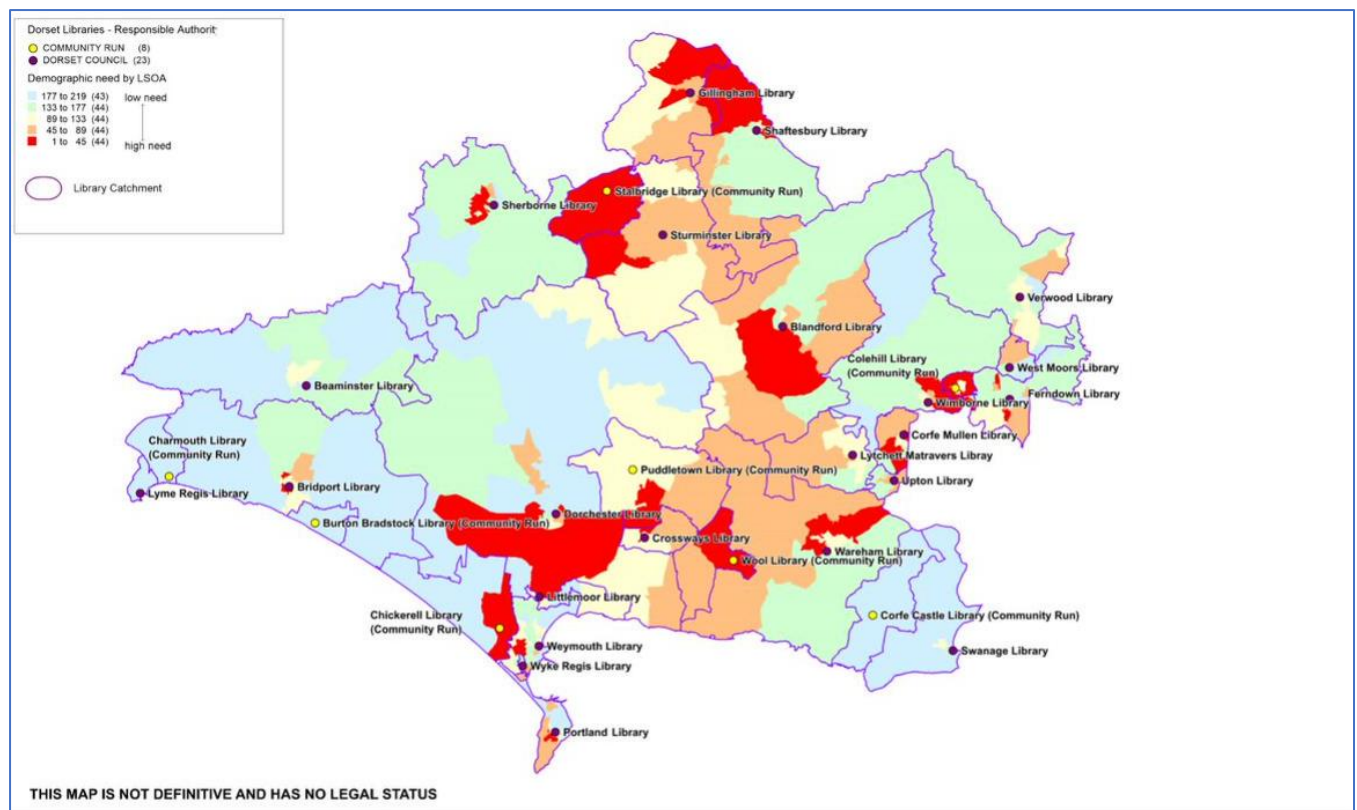 Dorset Libraries - Responsible Authorit
COMMUNITY RUN (8)
DORSET COUNCIL (23)
Demographic need by LSOA
177 to 219 (43) low need
133 to 177 (44)
89 to 133 (44)
45 to 89 (44)
1 to 45 (44) high need
Library Catchment
Gillingham Library
Shaftesbury Library
Stalbridge Library (Community Run)
Sherborne Library
Sturminster Library
Verwood Library
Blandford Library
Colehill Library
(Community Run)
West Moors Library
Beaminster Library
Ferndown Library
Wimborne Library
Charmouth Library
(Community Run)
Corfe Mullen Library
Lytchett Matravers Libray
Puddletown Library (Community Run)
Upton Library
Bridport Library
Lyme Regis Library
Dorchester Library
Burton Bradstock Library (Community Run)
Crossways Library
Wareham Library
Wool Library (Community Run)
Littlemoor Library
Chickerell Library
(Community Run)
Corfe Castle Library (Community Run)
Weymouth Library
Swanage Library
Wyke Regis Library
Portland Library
THIS MAP IS NOT DEFINITIVE AND HAS NO LEGAL STATUS